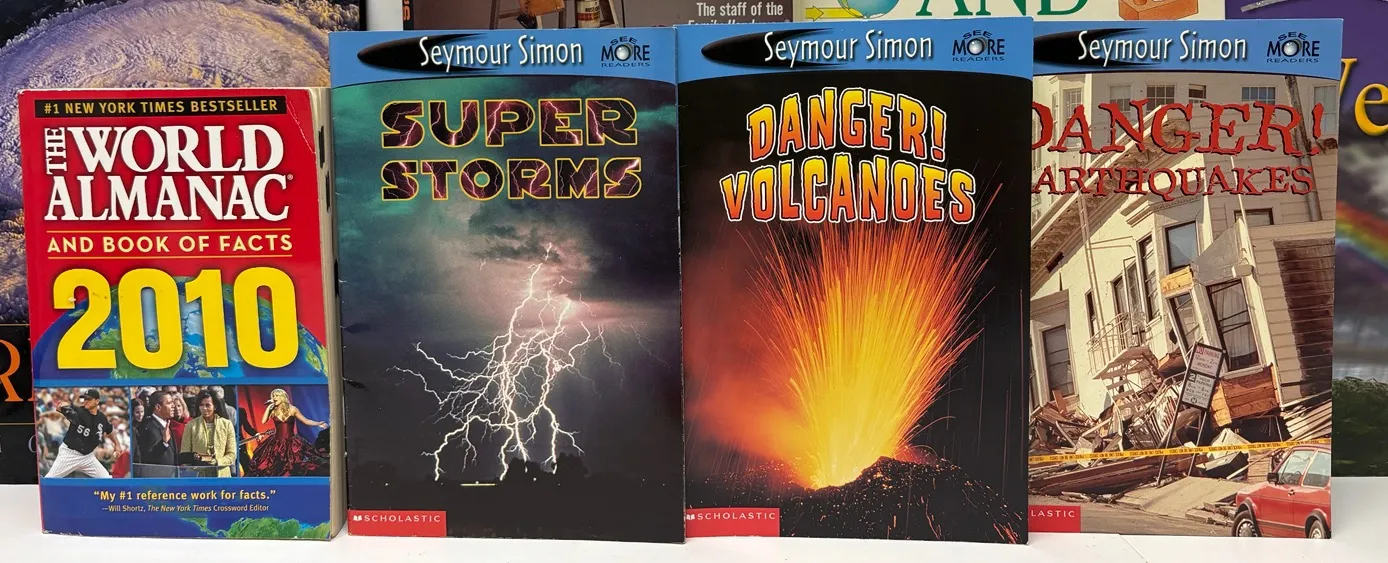 The staff of the
AND
#1 NEW YORK TIMES BESTSELLER
THE WORLD
ALMANAC®
AND BOOK OF FACTS
2010
56
"My #1 reference work for facts."
—Will Shortz, The New York Times Crossword Editor
Seymour Simon
SEE
MORE
READERS
SUPER
STORMS
SCHOLASTIC
Seymour Simon
SEE
MORE
READERS
DANGER!
VOLCANOES
SCHOLASTIC
Seymour Simon
SEE
MORE
READERS
DANGER!
ARTHQUAKES
LASTIC
We